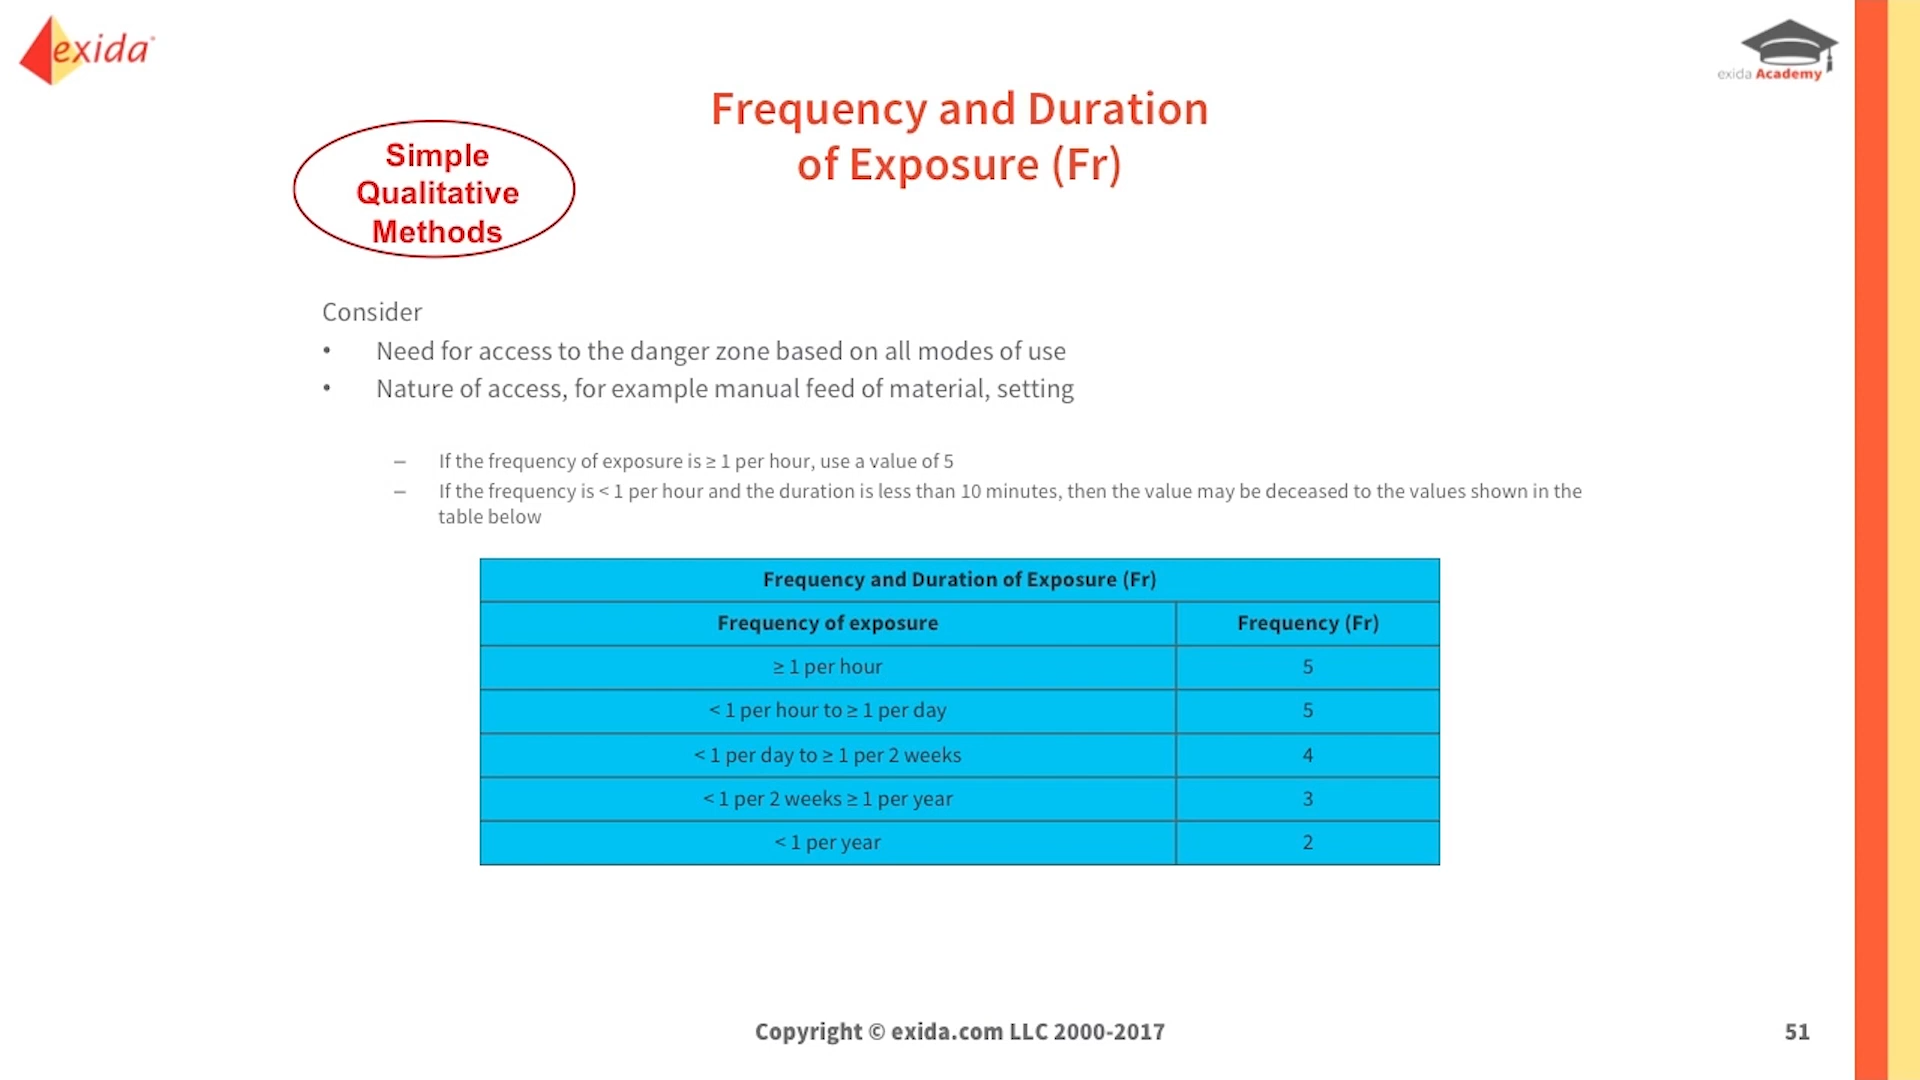 exida
exida Academy
Frequency and Duration
of Exposure (Fr)
Simple
Qualitative
Methods
Consider
• Need for access to the danger zone based on all modes of use
• Nature of access, for example manual feed of material, setting
– If the frequency of exposure is ≥ 1 per hour, use a value of 5
– If the frequency is < 1 per hour and the duration is less than 10 minutes, then the value may be deceased to the values shown in the
table below
Frequency and Duration of Exposure (Fr)
Frequency of exposure Frequency (Fr)
≥ 1 per hour 5
< 1 per hour to ≥ 1 per day 5
< 1 per day to ≥ 1 per 2 weeks 4
< 1 per 2 weeks ≥ 1 per year 3
< 1 per year 2
Copyright © exida.com LLC 2000-2017
51